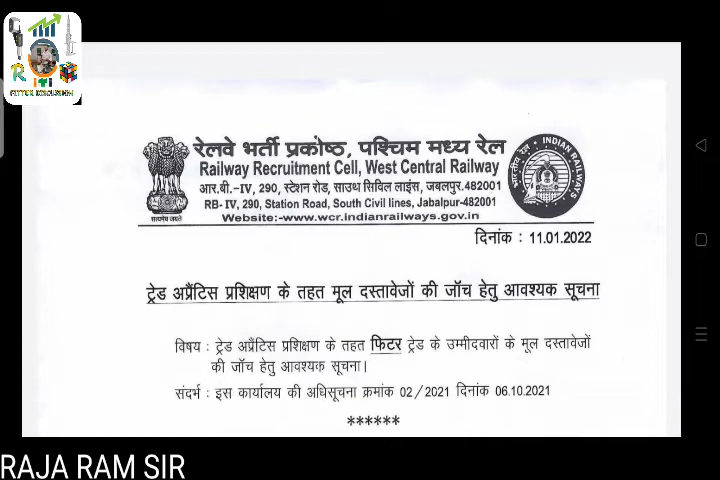 R
iTi
FITTER EDUCATION
रेलवे भर्ती प्रकोष्ठ, पश्चिम मध्य रेल
Railway Recruitment Cell, West Central Railway
आर.बी.-IV, 290, स्टेशन रोड, साउथ सिविल लाइंस, जबलपुर.482001
RB- IV, 290, Station Road, South Civil lines, Jabalpur-482001
Website:-www.wcr.indianrailways.gov.in
सत्यमेव जयते
भारतीय रेल INDIAN RAILWAYS
दिनांक : 11.01.2022
ट्रेड अप्रैंटिस प्रशिक्षण के तहत मूल दस्तावेजों की जाँच हेतु आवश्यक सूचना
विषय : ट्रेड अप्रैंटिस प्रशिक्षण के तहत फिटर ट्रेड के उम्मीदवारों के मूल दस्तावेजों
की जाँच हेतु आवश्यक सूचना।
संदर्भ : इस कार्यालय की अधिसूचना क्रमांक 02/2021 दिनांक 06.10.2021
******
RAJA RAM SIR